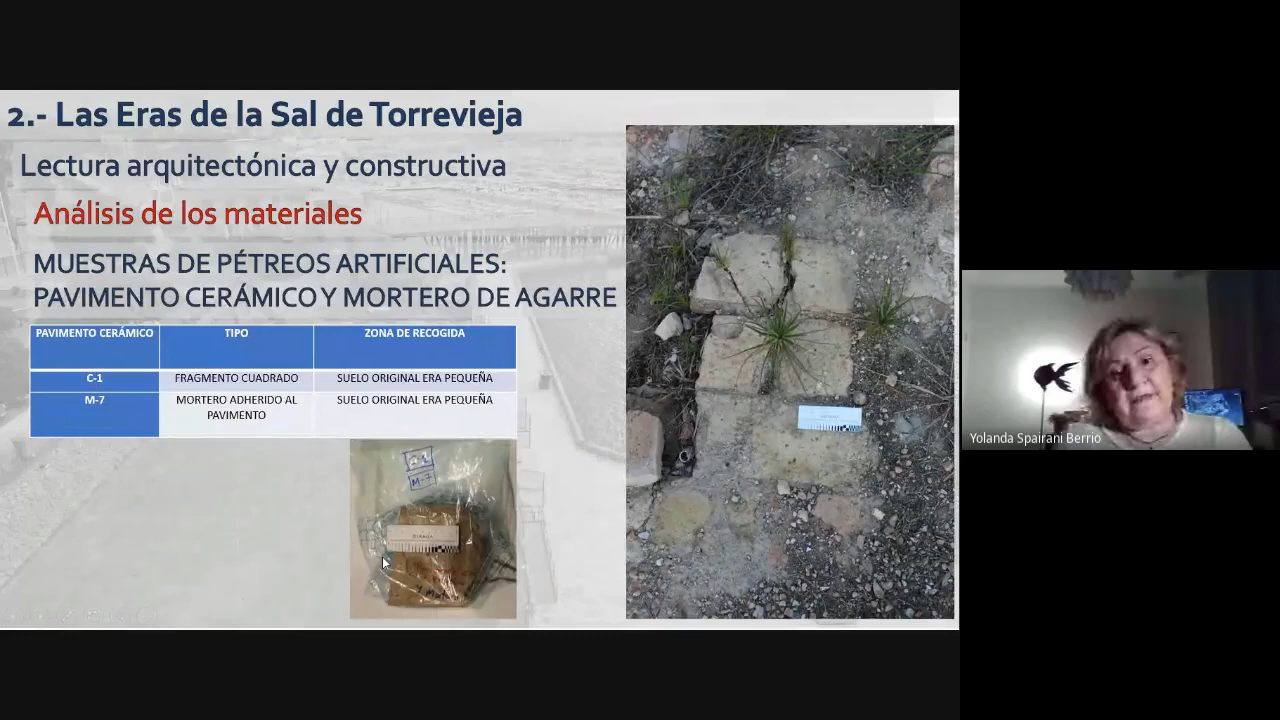 2.- Las Eras de la Sal de Torrevieja
Lectura arquitectónica y constructiva
Análisis de los materiales
MUESTRAS DE PÉTREOS ARTIFICIALES:
PAVIMENTO CERÁMICO Y MORTERO DE AGARRE
PAVIMENTO CERÁMICO TIPO ZONA DE RECOGIDA
C-1 FRAGMENTO CUADRADO SUELO ORIGINAL ERA PEQUEÑA
M-7 MORTERO ADHERIDO AL SUELO ORIGINAL ERA PEQUEÑA
PAVIMENTO
M-7
Yolanda Spairani Berrio